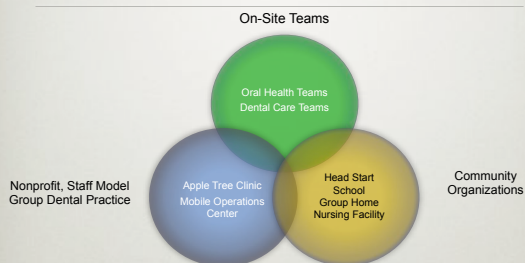 On-Site Teams
Oral Health Teams
Dental Care Teams
Nonprofit, Staff Model
Group Dental Practice
Apple Tree Clinic
Mobile Operations
Center
Head Start
School
Group Home
Nursing Facility
Community
Organizations